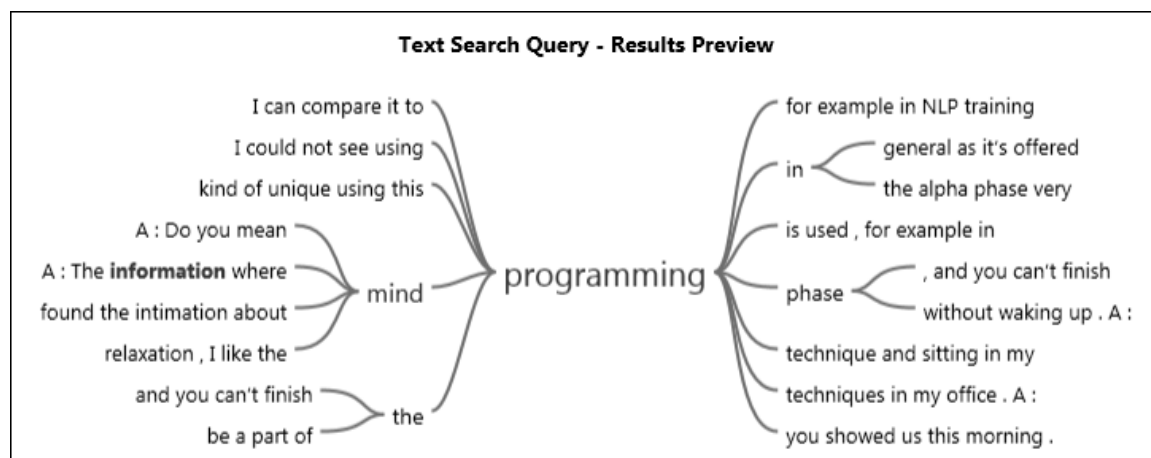 Text Search Query - Results Preview
I can compare it to
I could not see using
kind of unique using this
A : Do you mean
A : The information where
found the intimation about
relaxation , I like the
mind
and you can't finish
be a part of
the
programming
for example in NLP training
in
general as it's offered
the alpha phase very
is used , for example in
phase
, and you can't finish
without waking up . A :
technique and sitting in my
techniques in my office . A :
you showed us this morning .